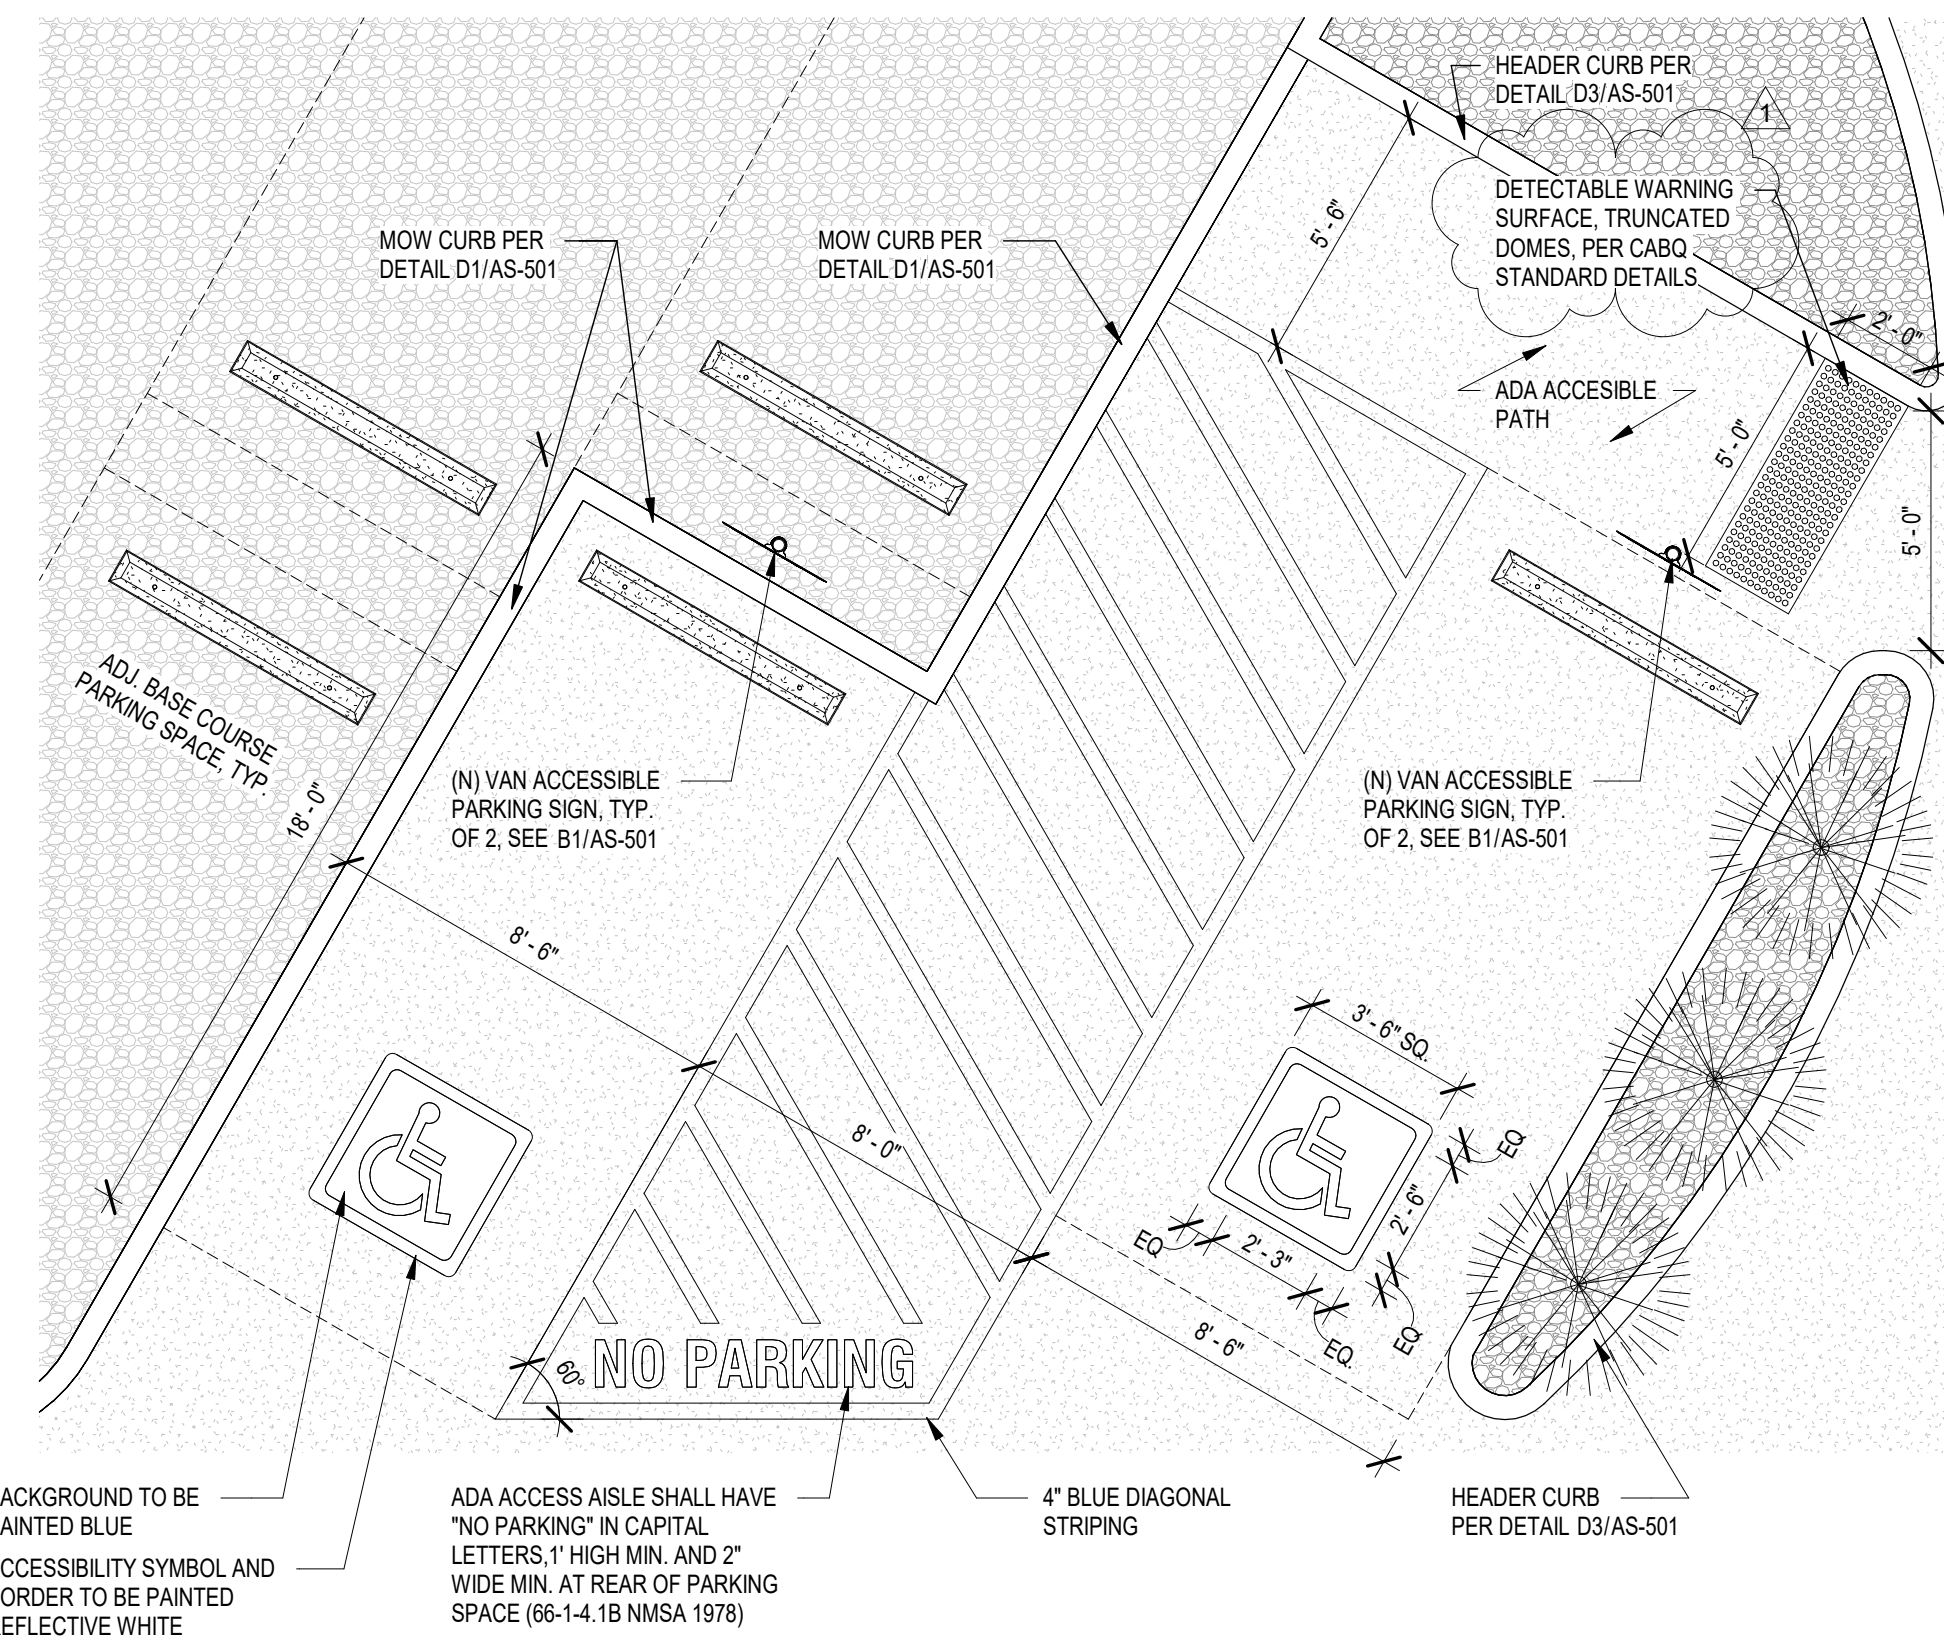 HEADER CURB PER
DETAIL D3/AS-501
1
DETECTABLE WARNING
SURFACE, TRUNCATED
DOMES, PER CABQ
STANDARD DETAILS
MOW CURB PER
DETAIL D1/AS-501
MOW CURB PER
DETAIL D1/AS-501
5'- 6"
2'- 0"
ADA ACCESIBLE
PATH
5'- 0"
5'- 0"
ADJ. BASE COURSE
PARKING SPACE, TYP.
18'- 0"
(N) VAN ACCESSIBLE
PARKING SIGN, TYP.
OF 2, SEE B1/AS-501
(N) VAN ACCESSIBLE
PARKING SIGN, TYP.
OF 2, SEE B1/AS-501
8'- 6"
3'- 6" SQ.
8'- 0"
EQ
2'- 6"
EQ
2'- 3"
EQ.
EQ
8'- 6"
60°
NO PARKING
ACKGROUND TO BE
AINTED BLUE
CCESSIBILITY SYMBOL AND
ORDER TO BE PAINTED
EFLECTIVE WHITE
ADA ACCESS AISLE SHALL HAVE
"NO PARKING" IN CAPITAL
LETTERS,1' HIGH MIN. AND 2"
WIDE MIN. AT REAR OF PARKING
SPACE (66-1-4.1B NMSA 1978)
4" BLUE DIAGONAL
STRIPING
HEADER CURB
PER DETAIL D3/AS-501